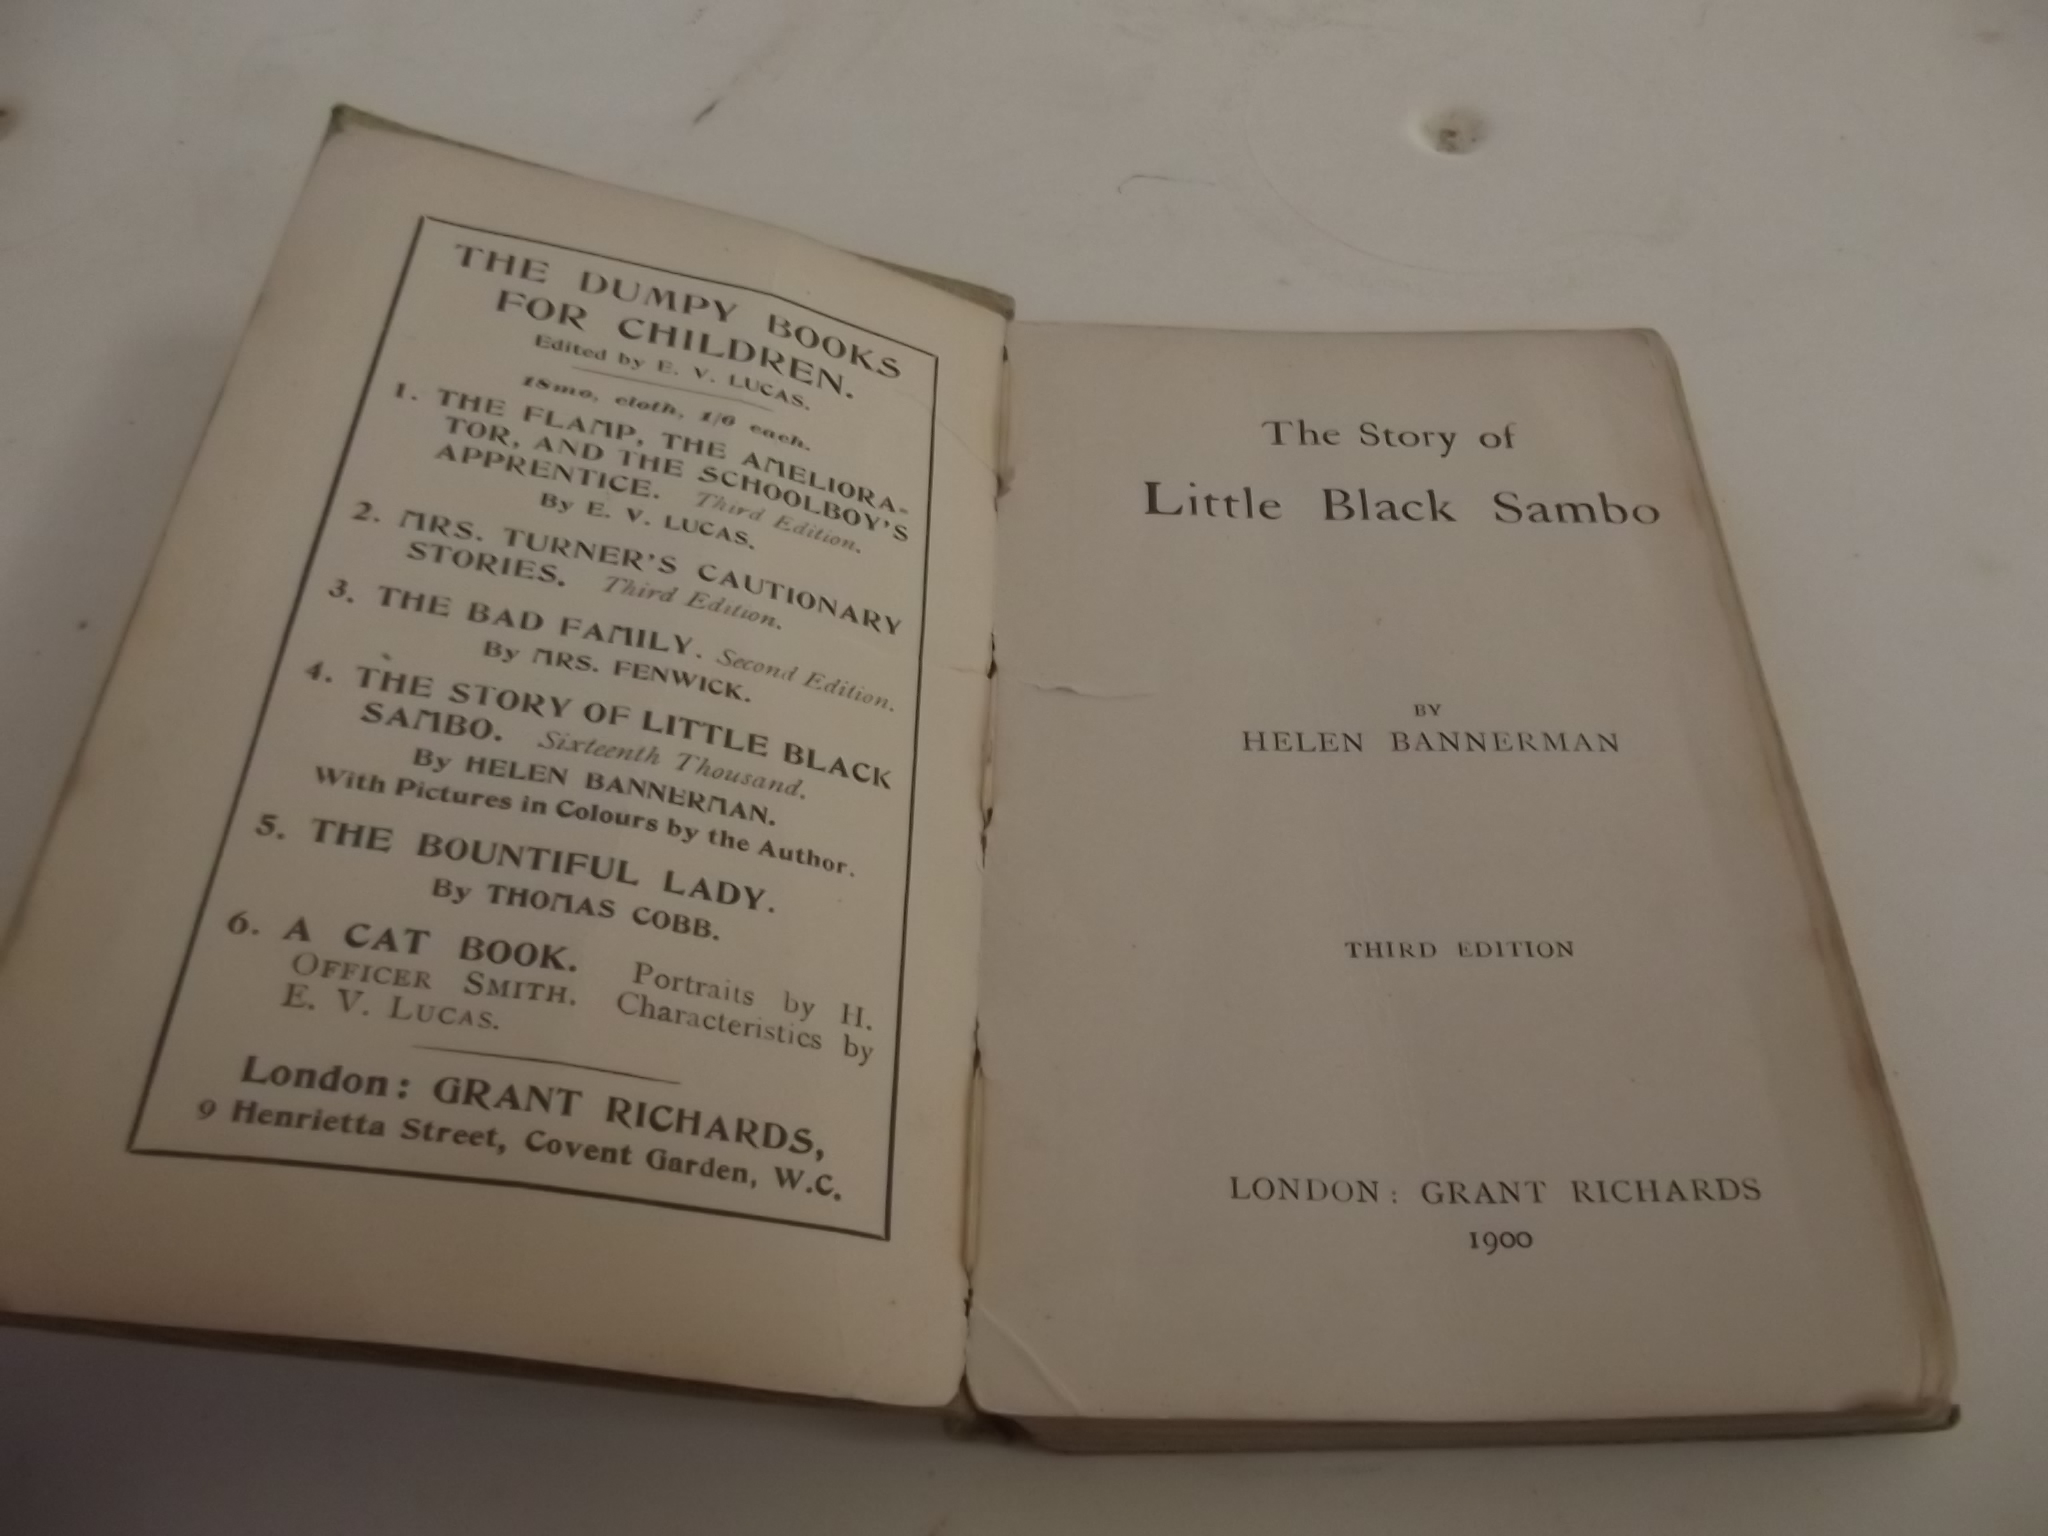 THE DUMPY BOOKS
FOR CHILDREN.
Edited by E. V. LUCAS.
18mo, cloth, 1/6 each.
1. THE FLAMP, THE AMELIORA-
TOR, AND THE SCHOOLBOY'S
APPRENTICE. Third Edition.
By E. V. LUCAS.
2. MRS. TURNER'S CAUTIONARY
STORIES. Third Edition.
3. THE BAD FAMILY. Second Edition.
By MRS. FENWICK.
4. THE STORY OF LITTLE BLACK
SAMBO. Sixteenth Thousand.
By HELEN BANNERMAN.
With Pictures in Colours by the Author.
5. THE BOUNTIFUL LADY.
By THOMAS COBB.
6. A CAT BOOK. Portraits by H.
OFFICER SMITH. Characteristics by
E. V. LUCAS.
London: GRANT RICHARDS,
9 Henrietta Street, Covent Garden, W.C.
The Story of
Little Black Sambo
BY
HELEN BANNERMAN
THIRD EDITION
LONDON: GRANT RICHARDS
1900